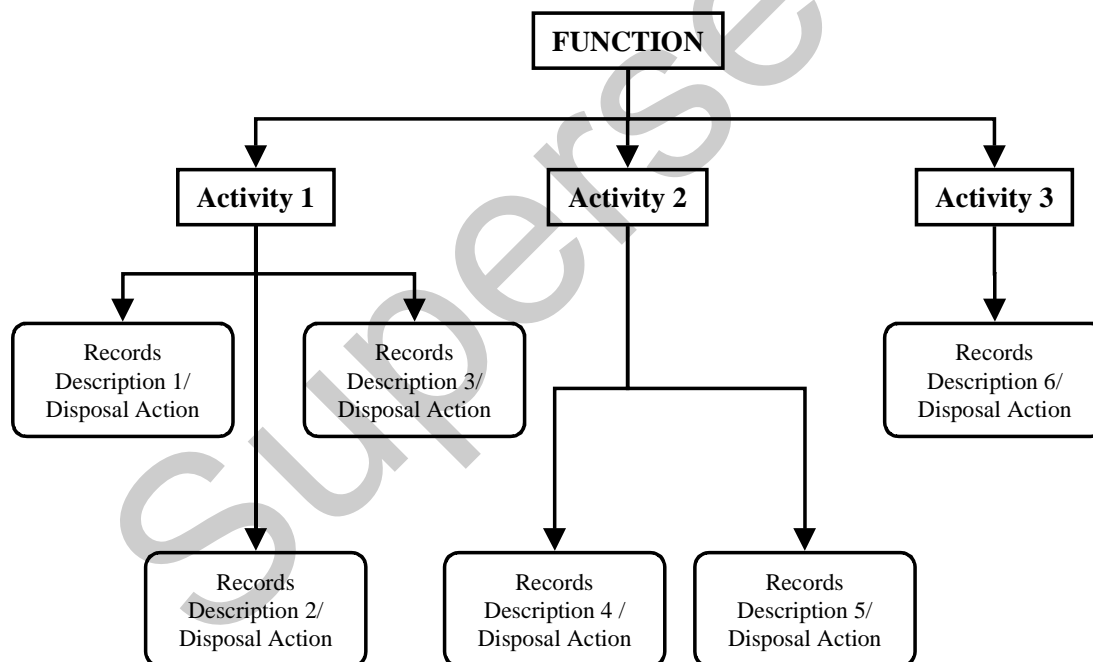 FUNCTION
Activity 1
Activity 2
Activity 3
Records
Description 1/
Disposal Action
Records
Description 3/
Disposal Action
Records
Description 6/
Disposal Action
Records
Description 2/
Disposal Action
Records
Description 4 /
Disposal Action
Records
Description 5/
Disposal Action
Superse